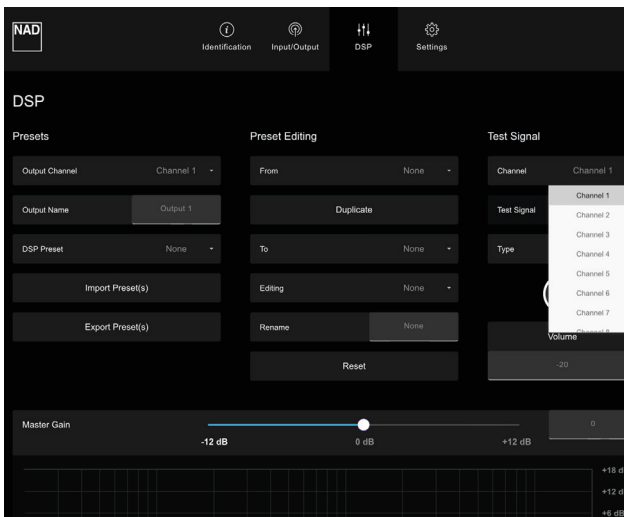 NAD
Identification
Input/Output
DSP
Settings
DSP
Presets
Output Channel Channel 1
Output Name Output 1
DSP Preset None
Import Preset(s)
Export Preset(s)
Preset Editing
From None
Duplicate
To None
Editing None
Rename None
Reset
Test Signal
Channel Channel 1
Test Signal
Type
Channel 1
Channel 2
Channel 3
Channel 4
Channel 5
Channel 6
Channel 7
Channel 8
Volume
-20
Master Gain
-12 dB 0 dB +12 dB
0
+18 d
+12 d
+6 dB